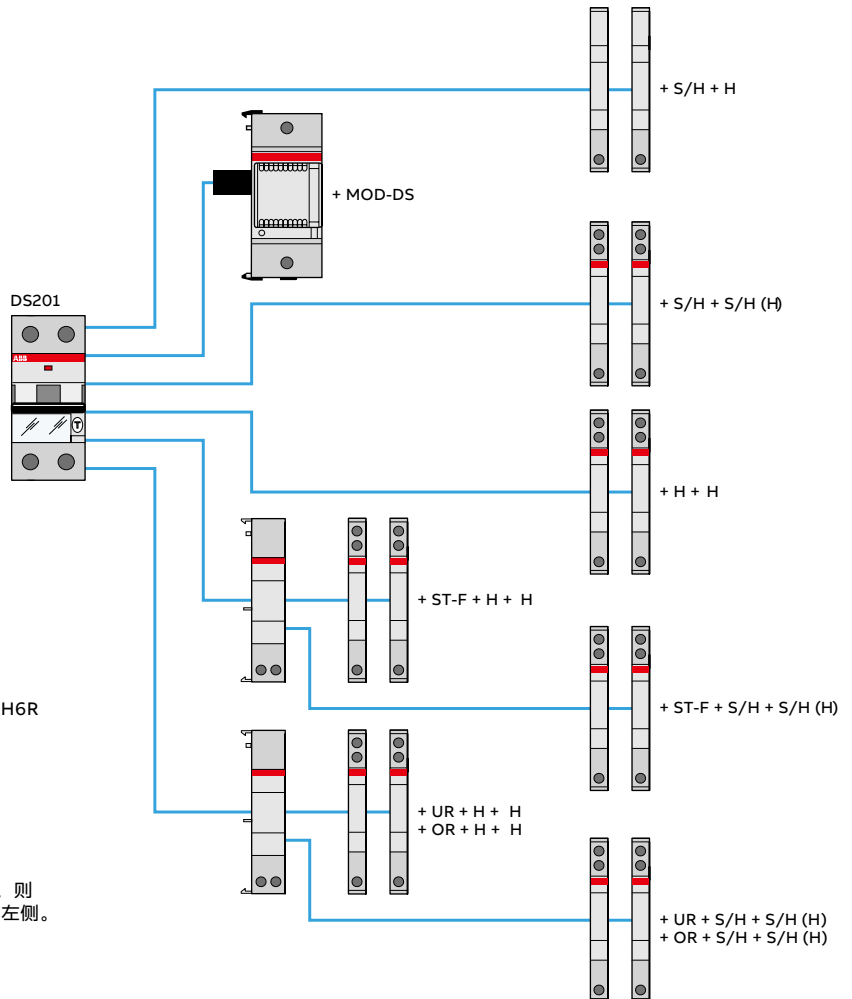 + S/H + H
+ MOD-DS
DS201
ABB
T
+ S/H + S/H (H)
+ H + H
+ ST-F + H + H
H6R
+ ST-F + S/H + S/H (H)
+ UR + H + H
+ OR + H + H
则
左侧。
+ UR + S/H + S/H (H)
+ OR + S/H + S/H (H)